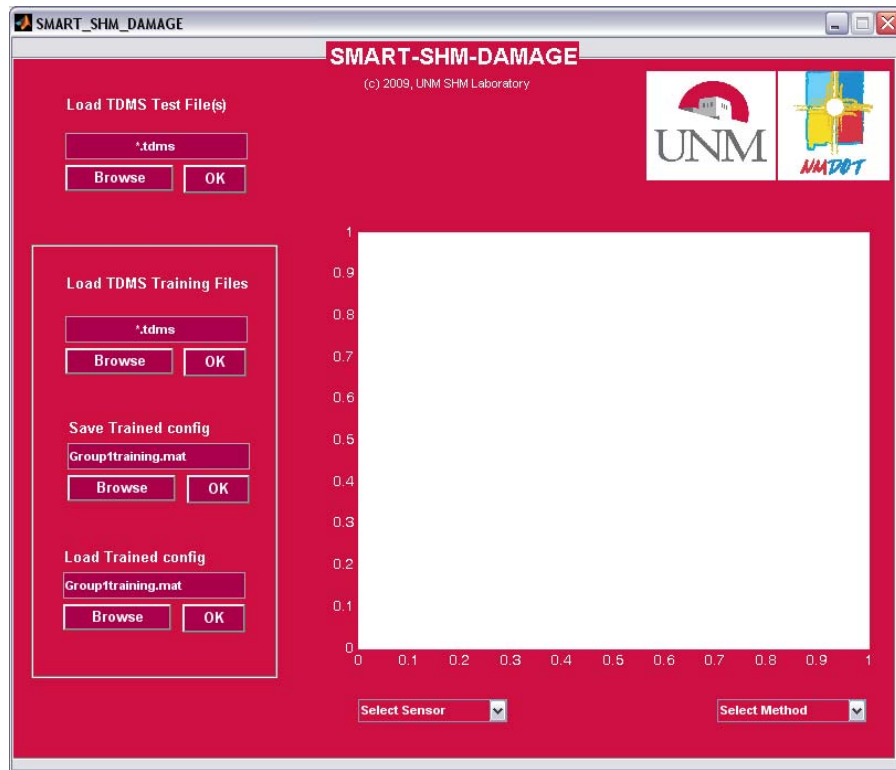 SMART_SHM_DAMAGE
SMART-SHM-DAMAGE
(c) 2009, UNM SHM Laboratory
UNM
NMDOT
Load TDMS Test File(s)
*.tdms
Browse
OK
Load TDMS Training Files
*.tdms
Browse
OK
Save Trained config
Group1training.mat
Browse
OK
Load Trained config
Group1training.mat
Browse
OK
1
0.9
0.8
0.7
0.6
0.5
0.4
0.3
0.2
0.1
0
0 0.1 0.2 0.3 0.4 0.5 0.6 0.7 0.8 0.9 1
Select Sensor
Select Method